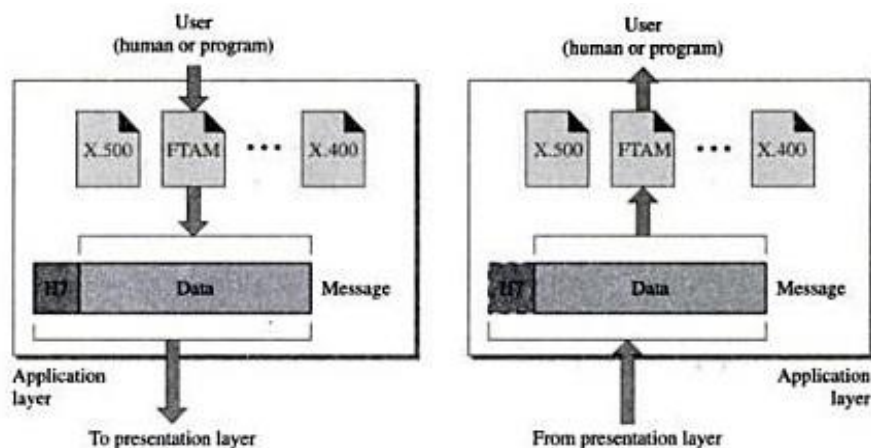 User
(human or program)
X.500
FTAM
X.400
H7
Data
Message
Application
layer
To presentation layer
User
(human or program)
X.500
FTAM
X.400
H7
Data
Message
Application
layer
From presentation layer